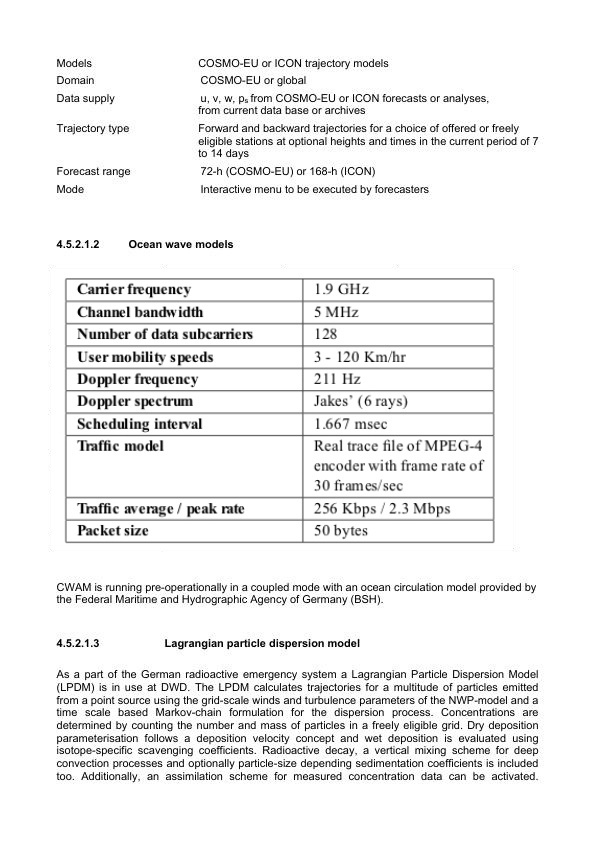 Models COSMO-EU or ICON trajectory models
Domain COSMO-EU or global
Data supply u, v, w, ps from COSMO-EU or ICON forecasts or analyses,
from current data base or archives
Trajectory type Forward and backward trajectories for a choice of offered or freely
eligible stations at optional heights and times in the current period of 7
to 14 days
Forecast range 72-h (COSMO-EU) or 168-h (ICON)
Mode Interactive menu to be executed by forecasters
4.5.2.1.2 Ocean wave models
Carrier frequency 1.9 GHz
Channel bandwidth 5 MHz
Number of data subcarriers 128
User mobility speeds 3 - 120 Km/hr
Doppler frequency 211 Hz
Doppler spectrum Jakes' (6 rays)
Scheduling interval 1.667 msec
Traffic model Real trace file of MPEG-4
encoder with frame rate of
30 frames/sec
Traffic average / peak rate 256 Kbps / 2.3 Mbps
Packet size 50 bytes
CWAM is running pre-operationally in a coupled mode with an ocean circulation model provided by
the Federal Maritime and Hydrographic Agency of Germany (BSH).
4.5.2.1.3 Lagrangian particle dispersion model
As a part of the German radioactive emergency system a Lagrangian Particle Dispersion Model
(LPDM) is in use at DWD. The LPDM calculates trajectories for a multitude of particles emitted
from a point source using the grid-scale winds and turbulence parameters of the NWP-model and a
time scale based Markov-chain formulation for the dispersion process. Concentrations are
determined by counting the number and mass of particles in a freely eligible grid. Dry deposition
parameterisation follows a deposition velocity concept and wet deposition is evaluated using
isotope-specific scavenging coefficients. Radioactive decay, a vertical mixing scheme for deep
convection processes and optionally particle-size depending sedimentation coefficients is included
too. Additionally, an assimilation scheme for measured concentration data can be activated.